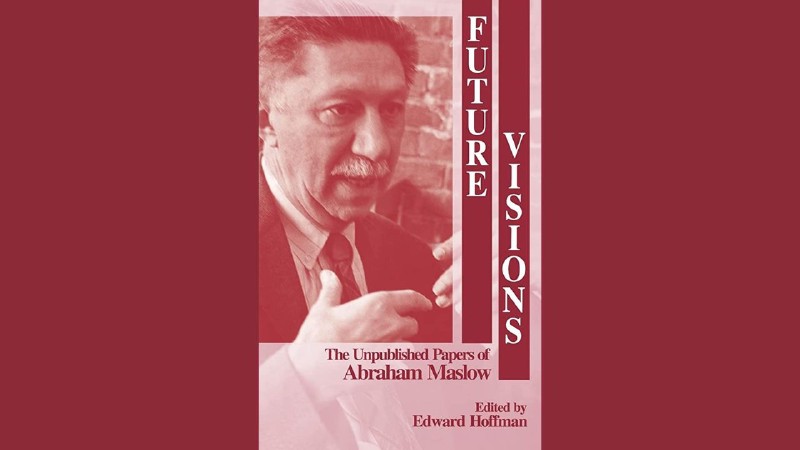 FUTURE
VISIONS
The Unpublished Papers of
Abraham Maslow
Edited by
Edward Hoffman